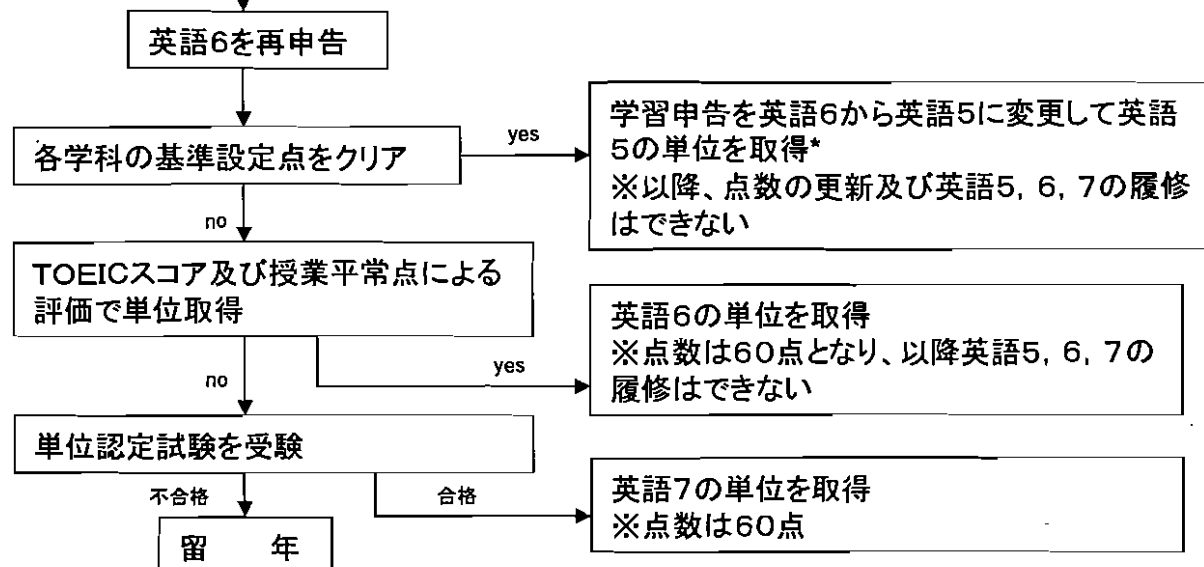 英語6を再申告
各学科の基準設定点をクリア
yes
学習申告を英語6から英語5に変更して英語
5の単位を取得*
※以降、点数の更新及び英語5, 6, 7の履修
はできない
no
TOEICスコア及び授業平常点による
評価で単位取得
yes
英語6の単位を取得
※点数は60点となり、以降英語5, 6, 7の
履修はできない
no
単位認定試験を受験
不合格
合格
英語7の単位を取得
※点数は60点
留 年